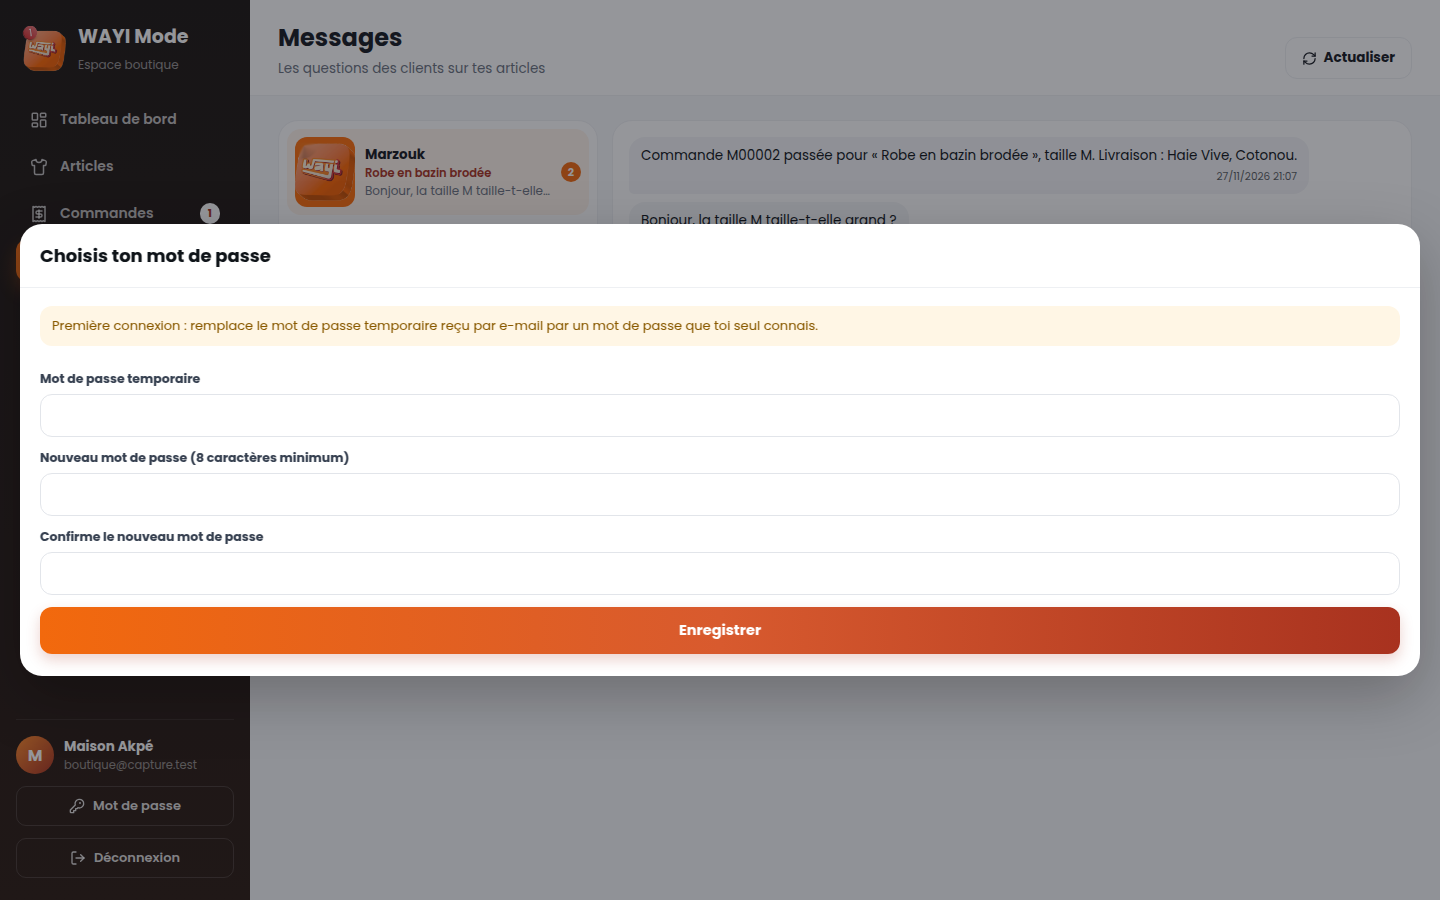 WAYI Mode
Espace boutique
Tableau de bord
Articles
Commandes
1
Messages
Les questions des clients sur tes articles
Actualiser
Marzouk
Robe en bazin brodée
Bonjour, la taille M taille-t-elle…
2
Commande M00002 passée pour « Robe en bazin brodée », taille M. Livraison : Haie Vive, Cotonou.
27/11/2026 21:07
Bonjour, la taille M taille-t-elle grand ?
Choisis ton mot de passe
Première connexion : remplace le mot de passe temporaire reçu par e-mail par un mot de passe que toi seul connais.
Mot de passe temporaire
Nouveau mot de passe (8 caractères minimum)
Confirme le nouveau mot de passe
Enregistrer
M
Maison Akpé
boutique@capture.test
Mot de passe
Déconnexion